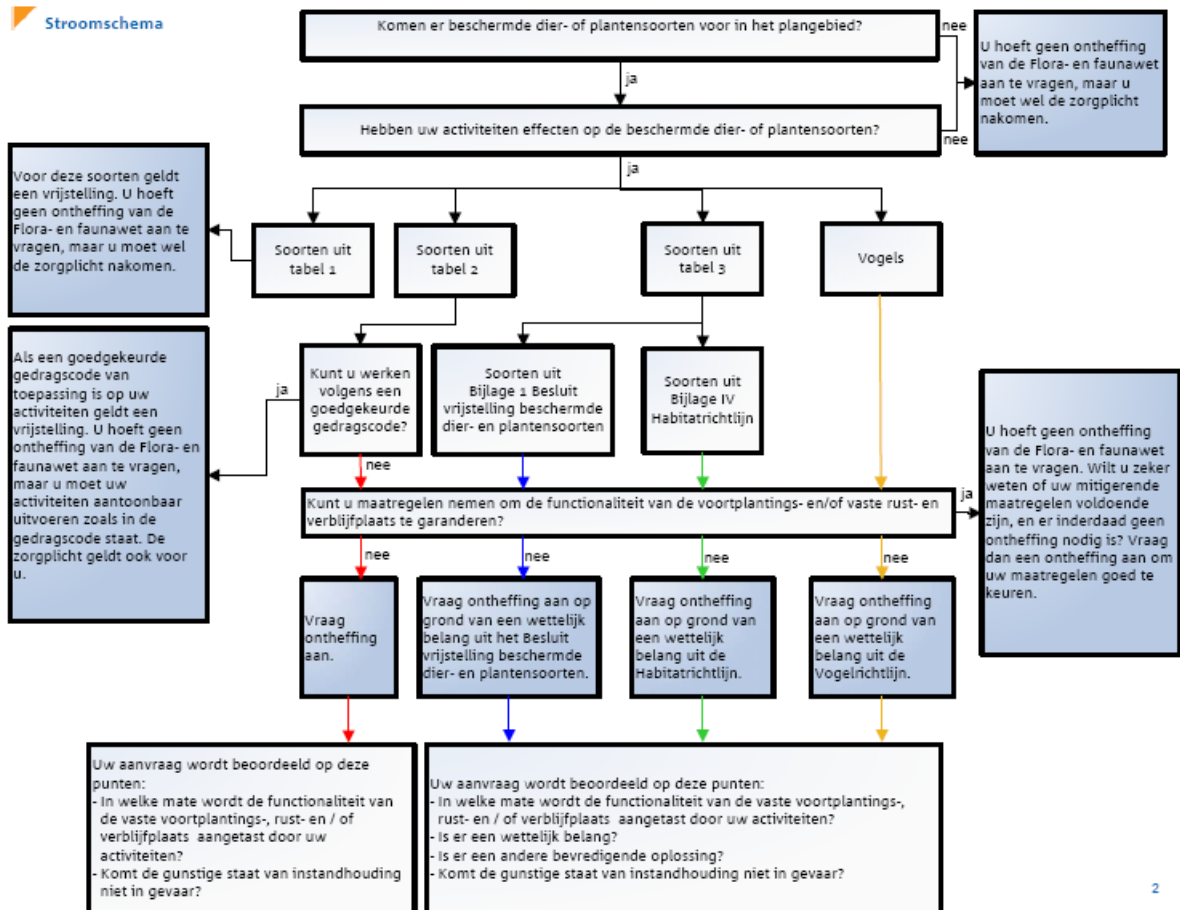 Stroomschema
Komen er beschermde dier- of plantensoorten voor in het plangebied?
nee
U hoeft geen ontheffing
van de Flora- en faunawet
aan te vragen, maar u
moet wel de zorgplicht
nakomen.
ja
Hebben uw activiteiten effecten op de beschermde dier- of plantensoorten?
nee
ja
Voor deze soorten geldt
een vrijstelling. U hoeft
geen ontheffing van de
Flora- en faunawet aan te
vragen, maar u moet wel
de zorgplicht nakomen.
Soorten uit
tabel 1
Soorten uit
tabel 2
Soorten uit
tabel 3
Vogels
Als een goedgekeurde
gedragscode van
toepassing is op uw
activiteiten geldt een
vrijstelling. U hoeft geen
ontheffing van de Flora- en
faunawet aan te vragen,
maar u moet uw
activiteiten aantoonbaar
uitvoeren zoals in de
gedragscode staat. De
zorgplicht geldt ook voor
u.
ja
Kunt u werken
volgens een
goedgekeurde
gedragscode?
Soorten uit
Bijlage 1 Besluit
vrijstelling beschermde
dier- en plantensoorten
Soorten uit
Bijlage IV
Habitatrichtlijn
nee
Kunt u maatregelen nemen om de functionaliteit van de voortplantings- en/of vaste rust- en
verblijfplaats te garanderen?
ja
U hoeft geen ontheffing
van de Flora- en faunawet
aan te vragen. Wilt u zeker
weten of uw mitigerende
maatregelen voldoende
zijn, en er inderdaad geen
ontheffing nodig is? Vraag
dan een ontheffing aan om
uw maatregelen goed te
keuren.
nee
nee
nee
nee
Vraag
ontheffing
aan.
Vraag ontheffing aan op
grond van een wettelijk
belang uit het Besluit
vrijstelling beschermde
dier- en plantensoorten.
Vraag ontheffing
aan op grond van
een wettelijk
belang uit de
Habitatrichtlijn.
Vraag ontheffing
aan op grond van
een wettelijk
belang uit de
Vogelrichtlijn.
Uw aanvraag wordt beoordeeld op deze
punten:
- In welke mate wordt de functionaliteit van
de vaste voortplantings-, rust- en / of
verblijfplaats aangetast door uw
activiteiten?
- Komt de gunstige staat van instandhouding
niet in gevaar?
Uw aanvraag wordt beoordeeld op deze punten:
- In welke mate wordt de functionaliteit van de vaste voortplantings-,
rust- en / of verblijfplaats aangetast door uw activiteiten?
- Is er een wettelijk belang?
- Is er een andere bevredigende oplossing?
- Komt de gunstige staat van instandhouding niet in gevaar?
2